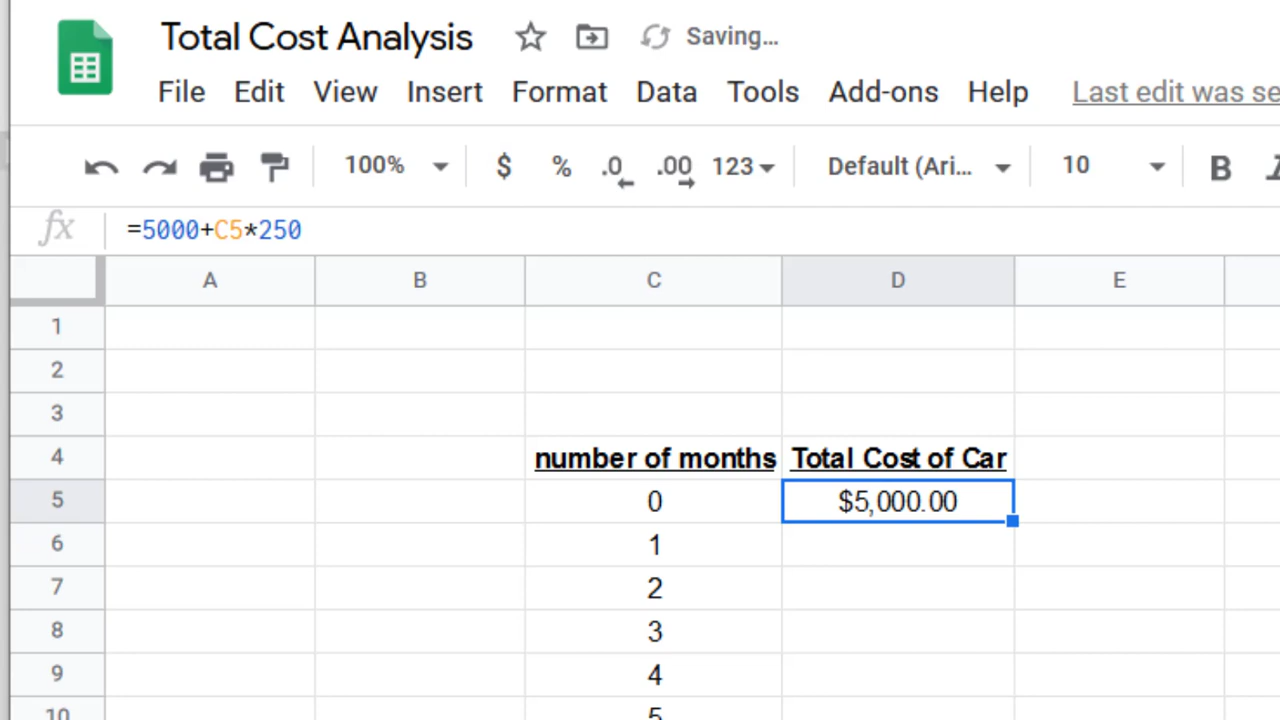 Total Cost Analysis Saving...
File Edit View Insert Format Data Tools Add-ons Help Last edit was se
100% $ % .0 .00 123 Default (Ari... 10 B I
fx =5000+C5*250
A B C D E
1
2
3
4 number of months Total Cost of Car
5 0 $5,000.00
6 1
7 2
8 3
9 4
10 5